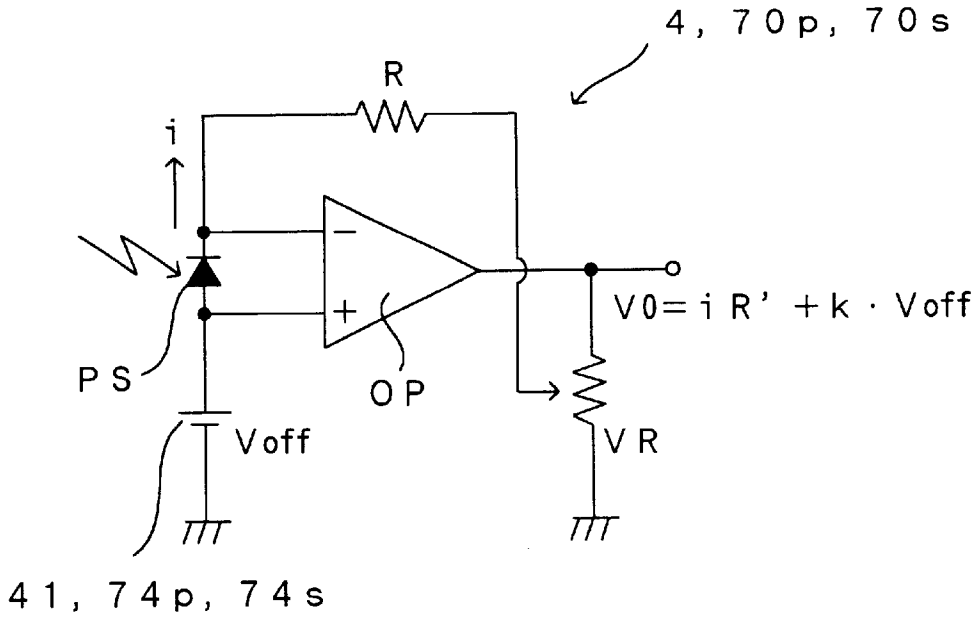 4, 70p, 70s
R
i
−
+
V0=iR'+k·Voff
PS
OP
Voff
VR
41, 74p, 74s